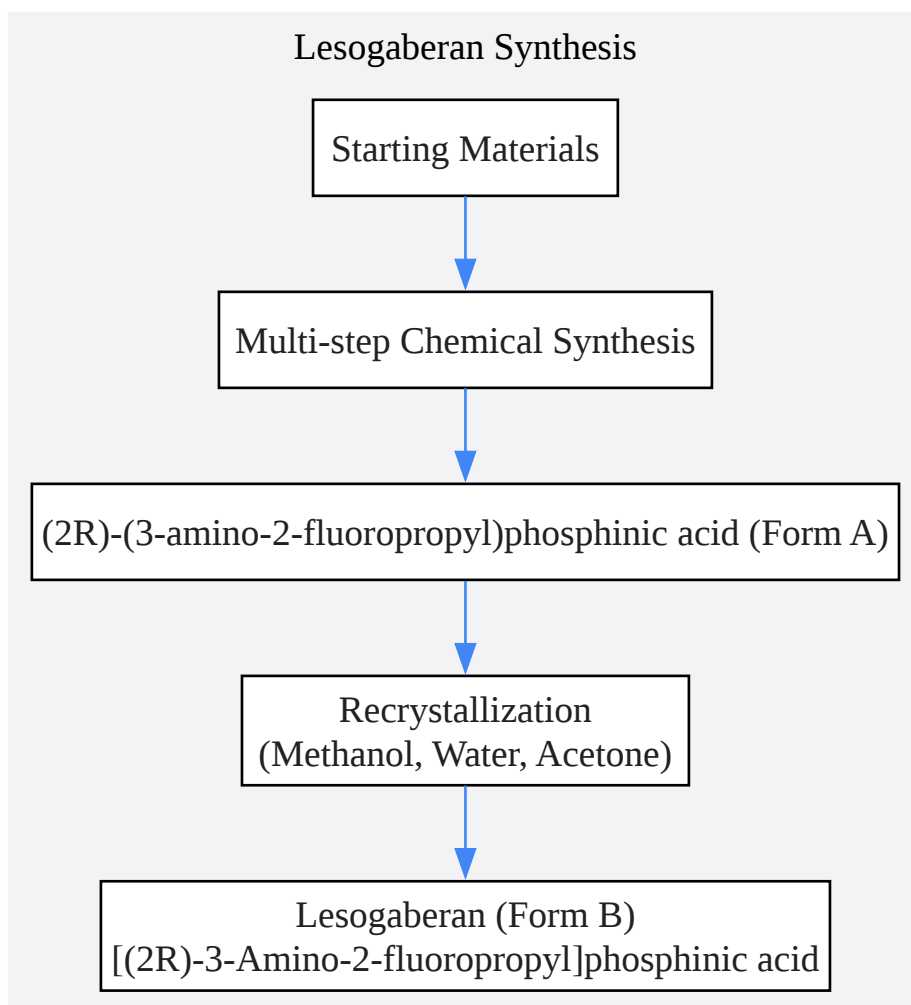 Lesogaberan Synthesis
Starting Materials
Multi-step Chemical Synthesis
(2R)-(3-amino-2-fluoropropyl)phosphinic acid (Form A)
Recrystallization
(Methanol, Water, Acetone)
Lesogaberan (Form B)
[(2R)-3-Amino-2-fluoropropyl]phosphinic acid